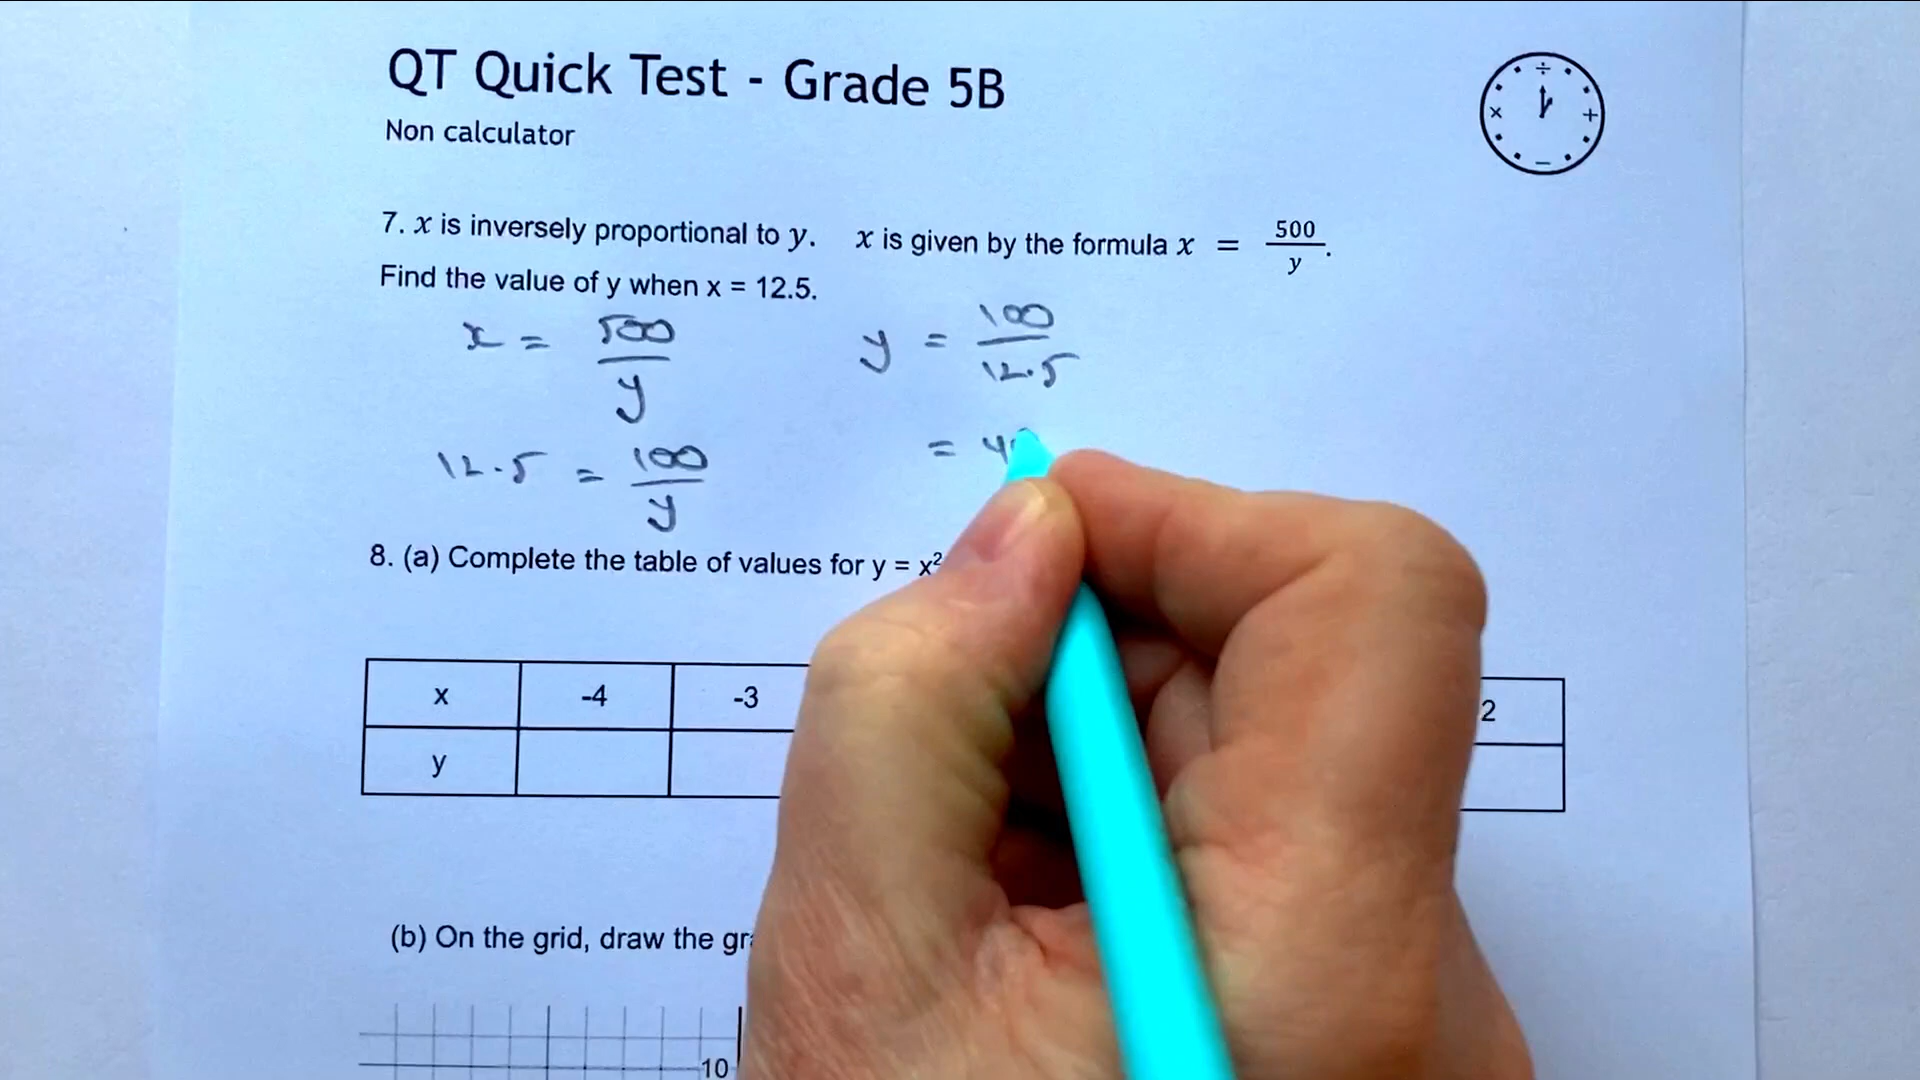 QT Quick Test - Grade 5B
Non calculator
÷
× +
−
7. x is inversely proportional to y. x is given by the formula x = 500/y.
Find the value of y when x = 12.5.
x = 500/y
y = 100/12.5
12.5 = 100/y
= 4
8. (a) Complete the table of values for y = x²
x -4 -3 2
y
(b) On the grid, draw the
10